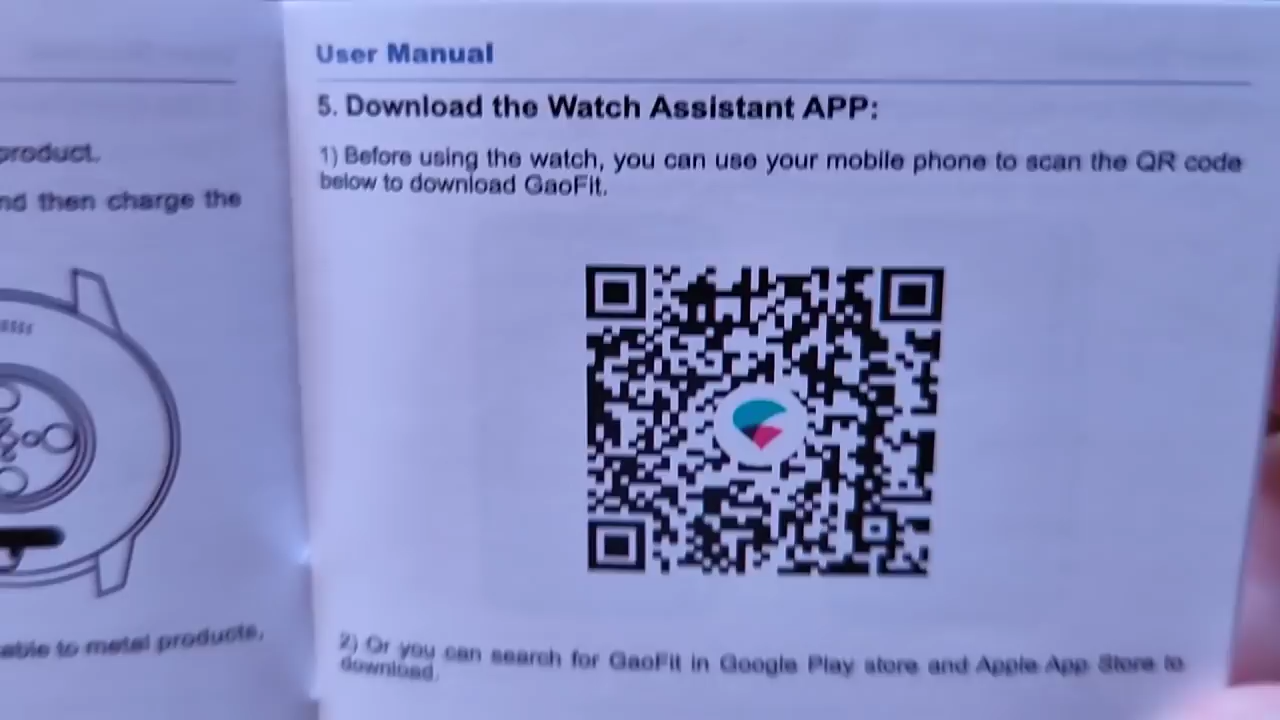 product.
nd then charge the
able to metal products,
User Manual
5. Download the Watch Assistant APP:
1) Before using the watch, you can use your mobile phone to scan the QR code
below to download GaoFit.
2) Or you can search for GaoFit in Google Play store and Apple App Store to
download.